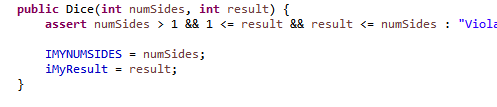 public Dice(int numSides, int result) {
assert numSides > 1 && 1 <= result && result <= numSides : "Viola
IMYNUMSIDES = numSides;
iMyResult = result;
}